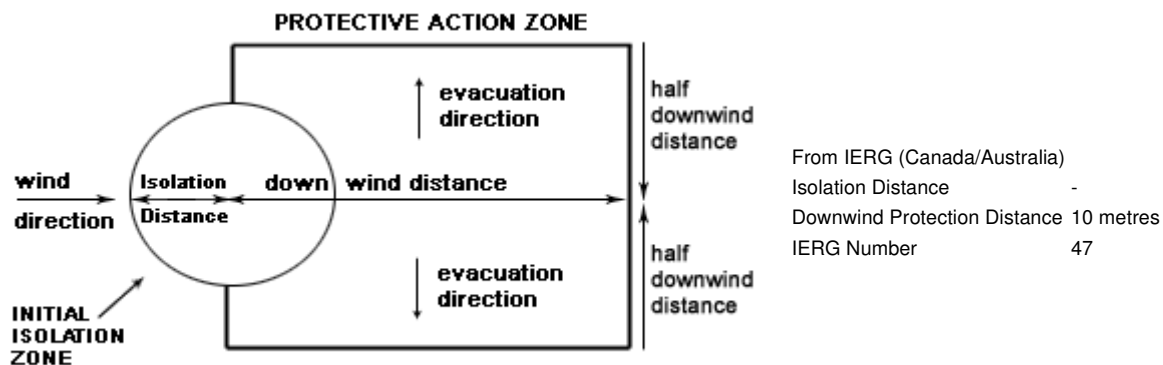 PROTECTIVE ACTION ZONE
evacuation
direction
half
downwind
distance
wind
direction
Isolation
Distance
down wind distance
evacuation
direction
half
downwind
distance
INITIAL
ISOLATION
ZONE
From IERG (Canada/Australia)
Isolation Distance -
Downwind Protection Distance 10 metres
IERG Number 47